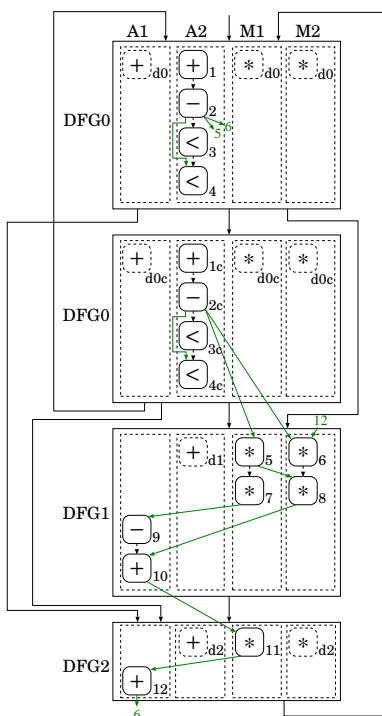 A1 A2 M1 M2
+ d0 + 1 * d0 * d0
− 2
5 6
DFG0
< 3
< 4
+ d0c + 1c * d0c * d0c
− 2c
DFG0
< 3c
< 4c
12
+ d1 * 5 * 6
* 7 * 8
DFG1
− 9
+ 10
+ d2 * 11 * d2
DFG2
+ 12
6